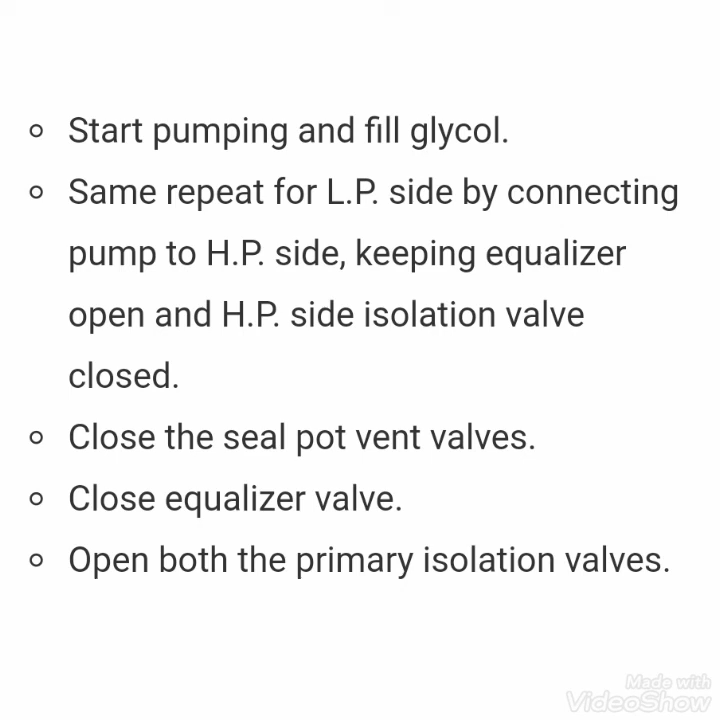 Start pumping and fill glycol.
Same repeat for L.P. side by connecting
pump to H.P. side, keeping equalizer
open and H.P. side isolation valve
closed.
Close the seal pot vent valves.
Close equalizer valve.
Open both the primary isolation valves.
Made with
VideoShow